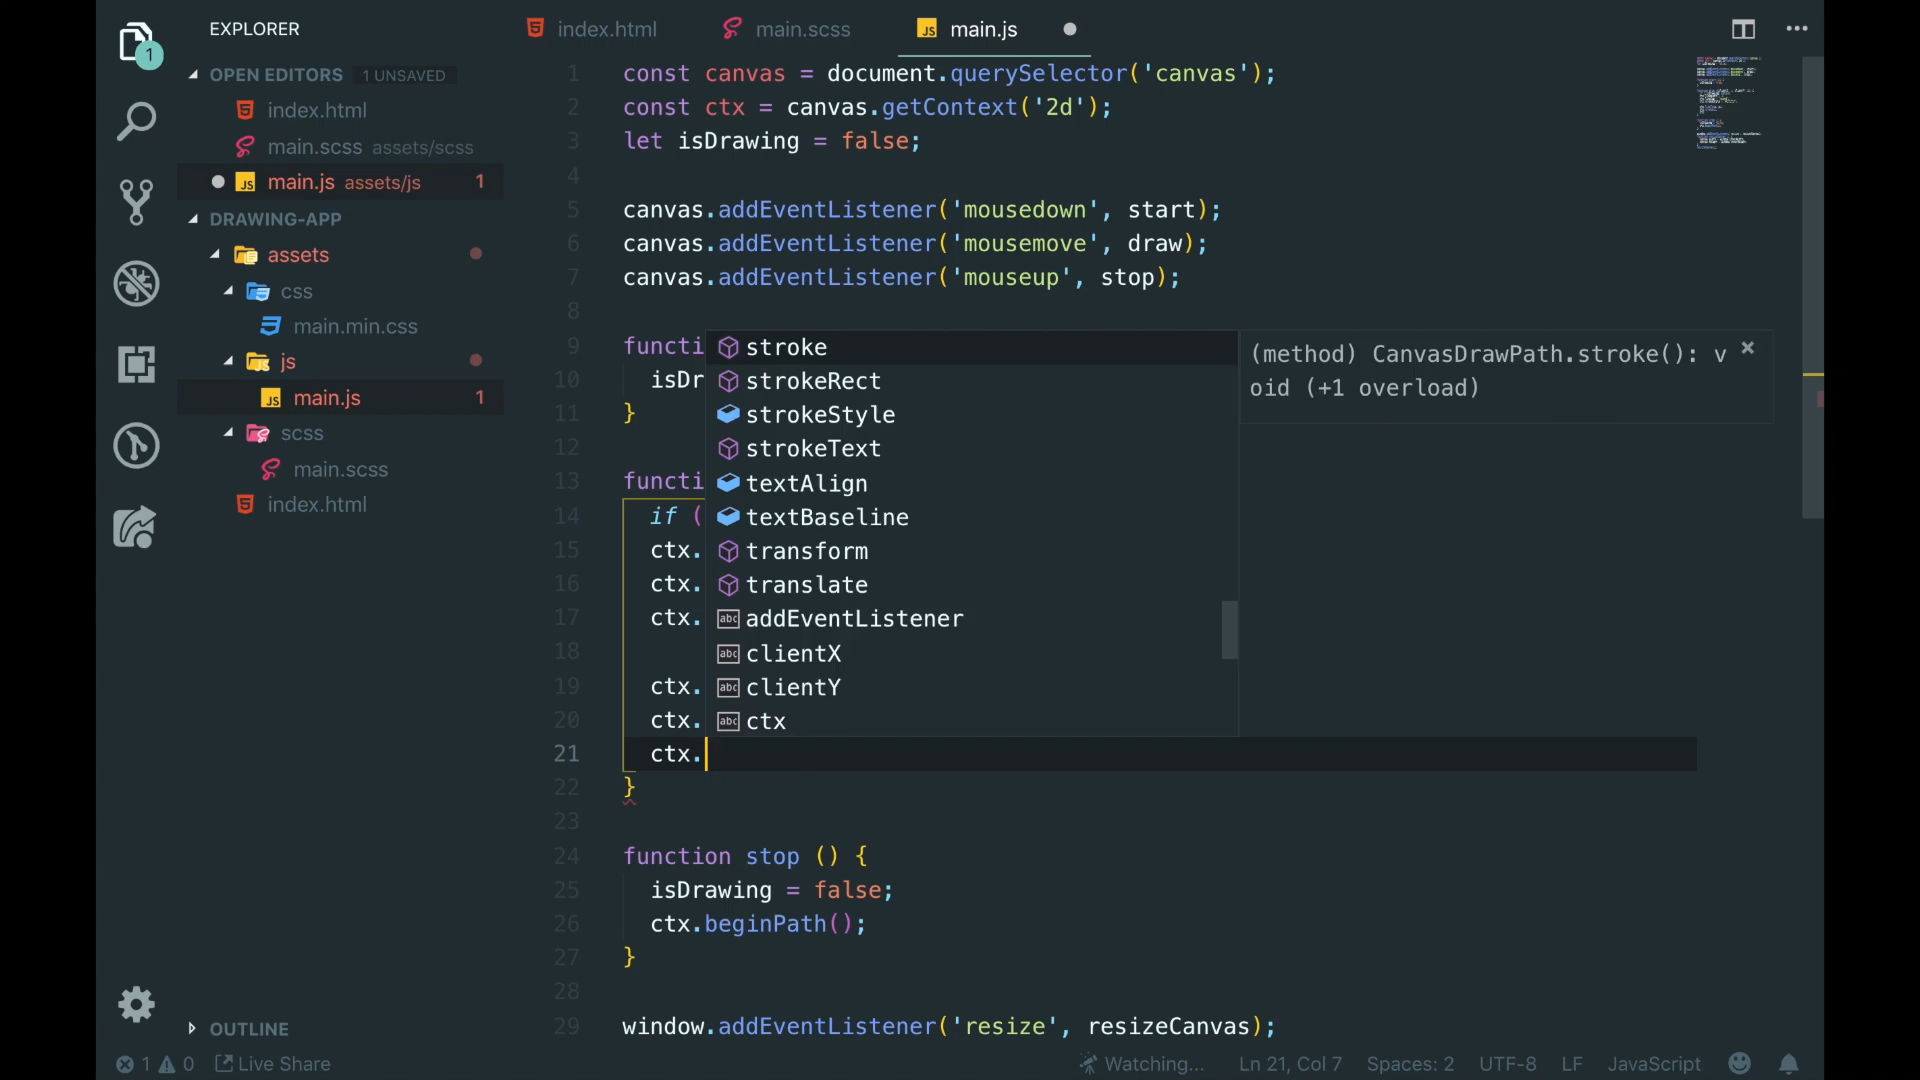 EXPLORER
OPEN EDITORS 1 UNSAVED
index.html
main.scss assets/scss
main.js assets/js 1
DRAWING-APP
assets
css
main.min.css
js
main.js 1
scss
main.scss
index.html
OUTLINE
index.html main.scss main.js
1 const canvas = document.querySelector('canvas');
2 const ctx = canvas.getContext('2d');
3 let isDrawing = false;
4
5 canvas.addEventListener('mousedown', start);
6 canvas.addEventListener('mousemove', draw);
7 canvas.addEventListener('mouseup', stop);
8
9 functi
10 isDr
11 }
12
13 functi
14 if (
15 ctx.
16 ctx.
17 ctx.
18
19 ctx.
20 ctx.
21 ctx.
22 }
23
24 function stop () {
25 isDrawing = false;
26 ctx.beginPath();
27 }
28
29 window.addEventListener('resize', resizeCanvas);
stroke
strokeRect
strokeStyle
strokeText
textAlign
textBaseline
transform
translate
abc addEventListener
abc clientX
abc clientY
abc ctx
(method) CanvasDrawPath.stroke(): v
oid (+1 overload)
1 0 Live Share Watching... Ln 21, Col 7 Spaces: 2 UTF-8 LF JavaScript